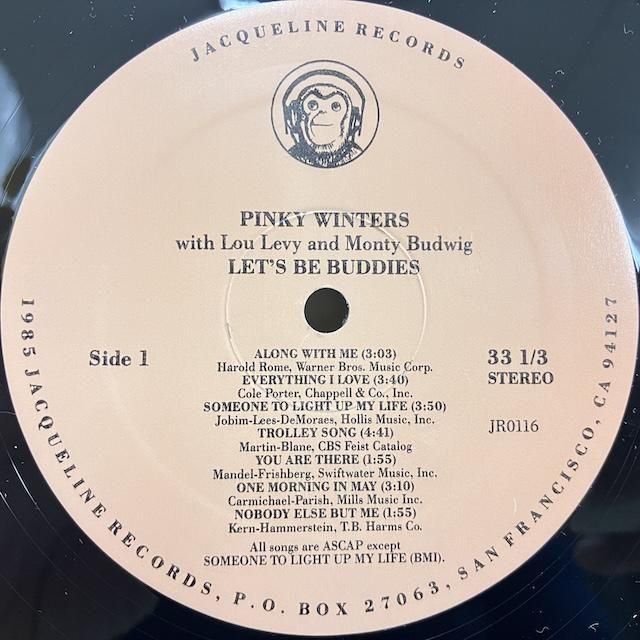 JACQUELINE RECORDS
PINKY WINTERS
with Lou Levy and Monty Budwig
LET'S BE BUDDIES
Side 1
33 1/3
STEREO
JR0116
ALONG WITH ME (3:03)
Harold Rome, Warner Bros. Music Corp.
EVERYTHING I LOVE (3:40)
Cole Porter, Chappell & Co., Inc.
SOMEONE TO LIGHT UP MY LIFE (3:50)
Jobim-Lees-DeMoraes, Hollis Music, Inc.
TROLLEY SONG (4:41)
Martin-Blane, CBS Feist Catalog
YOU ARE THERE (1:55)
Mandel-Frishberg, Swiftwater Music, Inc.
ONE MORNING IN MAY (3:10)
Carmichael-Parish, Mills Music Inc.
NOBODY ELSE BUT ME (1:55)
Kern-Hammerstein, T.B. Harms Co.
All songs are ASCAP except
SOMEONE TO LIGHT UP MY LIFE (BMI).
1985 JACQUELINE RECORDS, P.O. BOX 27063, SAN FRANCISCO, CA 94127